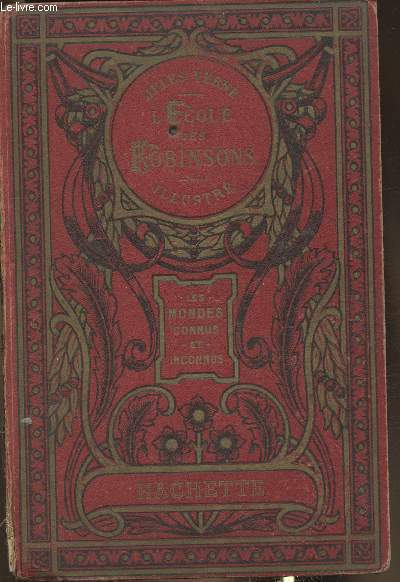 Le-livre.com
JULES VERNE
L'ÉCOLE
DES
ROBINSONS
ILLUSTRÉ
LES
MONDES
CONNUS
- ET -
INCONNUS
HACHETTE